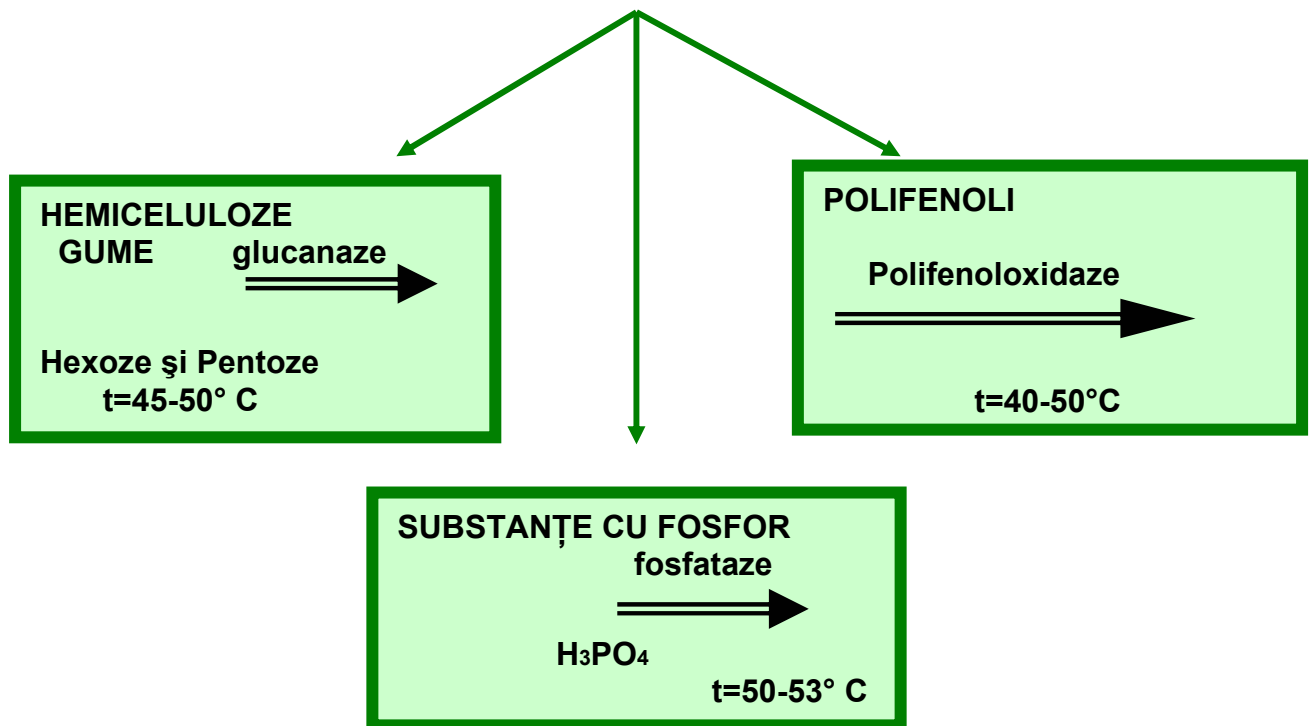 HEMICELULOZE
GUME glucanaze
Hexoze şi Pentoze
t=45-50° C
POLIFENOLI
Polifenoloxidaze
t=40-50°C
SUBSTANȚE CU FOSFOR
fosfataze
H₃PO₄
t=50-53° C